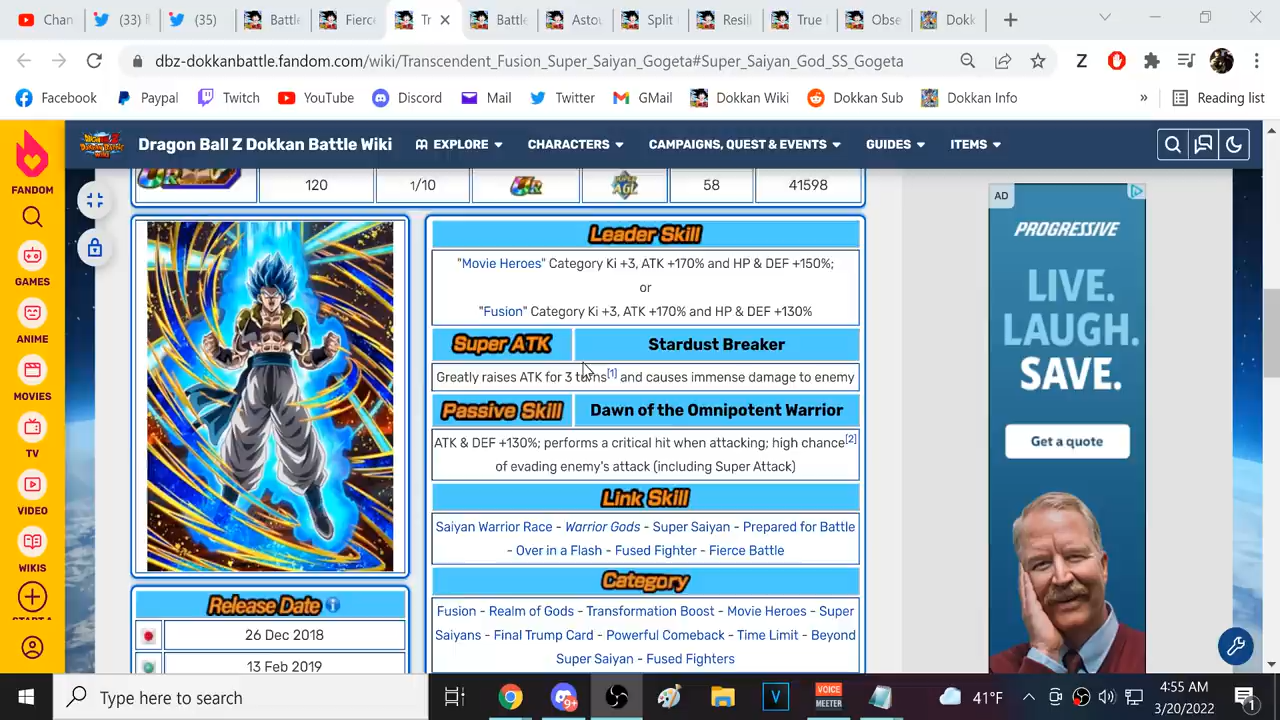 Chan
(33)
(35)
Battle
Fierce
Tr
Battl
Astou
Split
Resili
True
Obse
Dokk
dbz-dokkanbattle.fandom.com/wiki/Transcendent_Fusion_Super_Saiyan_Gogeta#Super_Saiyan_God_SS_Gogeta
Z
Facebook
Paypal
Twitch
YouTube
Discord
Mail
Twitter
GMail
Dokkan Wiki
Dokkan Sub
Dokkan Info
»
Reading list
FANDOM
GAMES
ANIME
MOVIES
TV
VIDEO
WIKIS
START A
Dragon Ball Z Dokkan Battle Wiki
EXPLORE
CHARACTERS
CAMPAIGNS, QUEST & EVENTS
GUIDES
ITEMS
120
1/10
UR
SUPER AGL
58
41598
Leader Skill
"Movie Heroes" Category Ki +3, ATK +170% and HP & DEF +150%;
or
"Fusion" Category Ki +3, ATK +170% and HP & DEF +130%
Super ATK
Stardust Breaker
Greatly raises ATK for 3 turns[1] and causes immense damage to enemy
Passive Skill
Dawn of the Omnipotent Warrior
ATK & DEF +130%; performs a critical hit when attacking; high chance[2]
of evading enemy's attack (including Super Attack)
Link Skill
Saiyan Warrior Race - Warrior Gods - Super Saiyan - Prepared for Battle
- Over in a Flash - Fused Fighter - Fierce Battle
Category
Fusion - Realm of Gods - Transformation Boost - Movie Heroes - Super
Saiyans - Final Trump Card - Powerful Comeback - Time Limit - Beyond
Super Saiyan - Fused Fighters
Release Date
26 Dec 2018
13 Feb 2019
AD
PROGRESSIVE
LIVE.
LAUGH.
SAVE.
Get a quote
Type here to search
9+
V
VOICE
MEETER
41°F
4:55 AM
3/20/2022
1